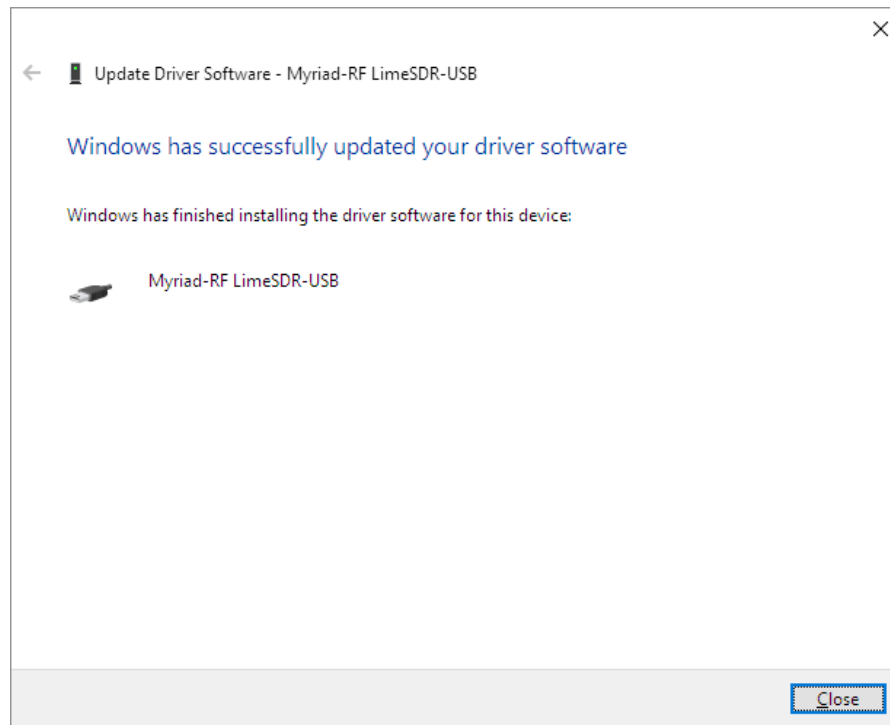 Update Driver Software - Myriad-RF LimeSDR-USB
Windows has successfully updated your driver software
Windows has finished installing the driver software for this device:
Myriad-RF LimeSDR-USB
Close